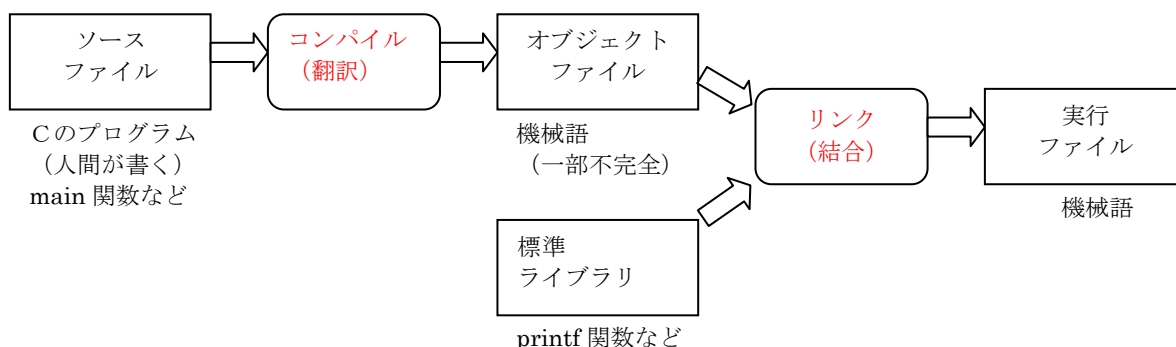 ソース
ファイル
コンパイル
（翻訳）
オブジェクト
ファイル
Ｃのプログラム
（人間が書く）
main 関数など
機械語
（一部不完全）
リンク
（結合）
実行
ファイル
機械語
標準
ライブラリ
printf 関数など